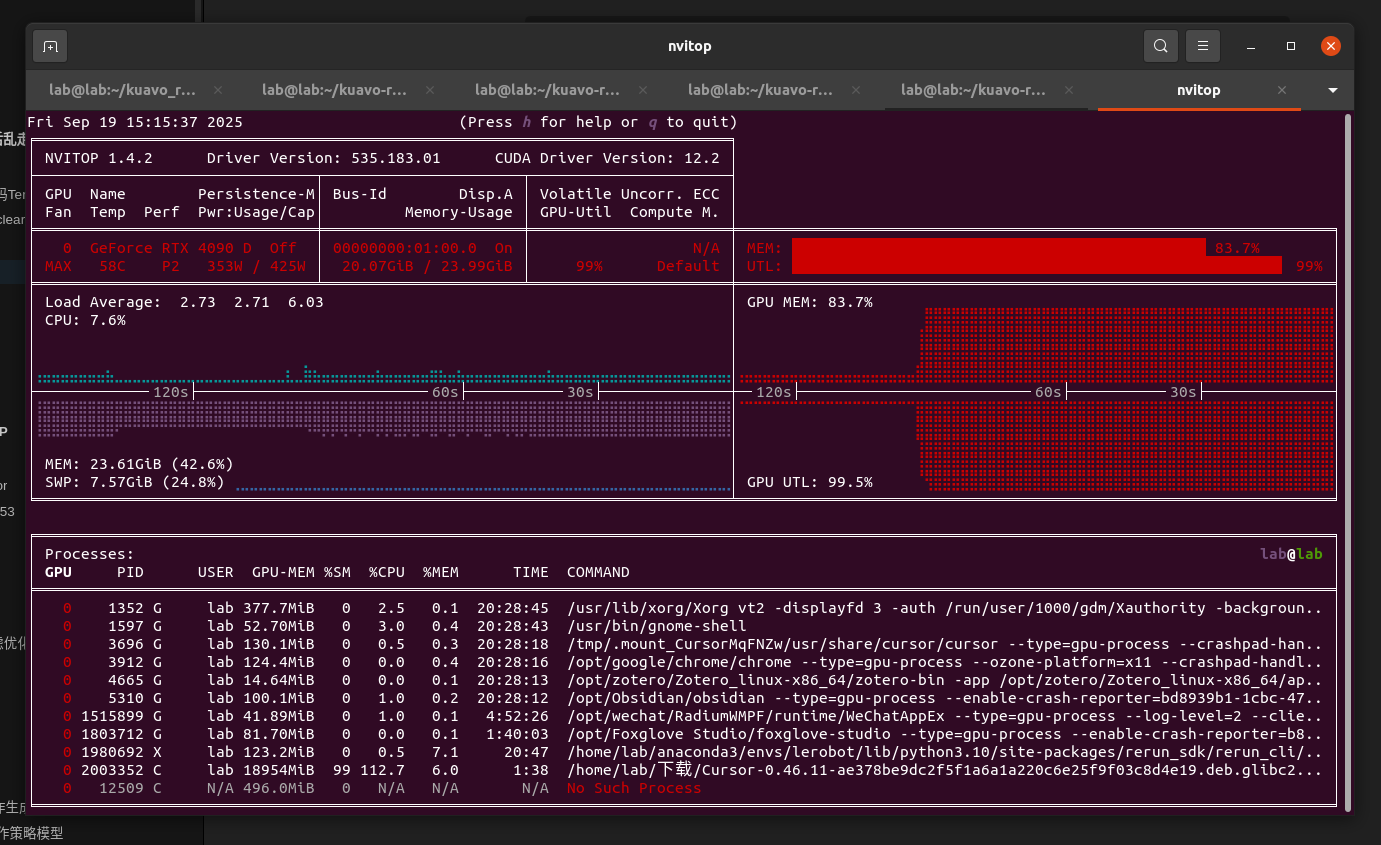 nvitop
lab@lab:~/kuavo_r... lab@lab:~/kuavo-r... lab@lab:~/kuavo-r... lab@lab:~/kuavo-r... lab@lab:~/kuavo-r... nvitop
Fri Sep 19 15:15:37 2025 (Press h for help or q to quit)
NVITOP 1.4.2 Driver Version: 535.183.01 CUDA Driver Version: 12.2
GPU Name Persistence-M Bus-Id Disp.A Volatile Uncorr. ECC
Fan Temp Perf Pwr:Usage/Cap Memory-Usage GPU-Util Compute M.
0 GeForce RTX 4090 D Off 00000000:01:00.0 On N/A MEM: 83.7%
MAX 58C P2 353W / 425W 20.07GiB / 23.99GiB 99% Default UTL: 99%
Load Average: 2.73 2.71 6.03 GPU MEM: 83.7%
CPU: 7.6%
120s 60s 30s 120s 60s 30s
MEM: 23.61GiB (42.6%)
SWP: 7.57GiB (24.8%) GPU UTL: 99.5%
Processes: lab@lab
GPU PID USER GPU-MEM %SM %CPU %MEM TIME COMMAND
0 1352 G lab 377.7MiB 0 2.5 0.1 20:28:45 /usr/lib/xorg/Xorg vt2 -displayfd 3 -auth /run/user/1000/gdm/Xauthority -backgroun..
0 1597 G lab 52.70MiB 0 3.0 0.4 20:28:43 /usr/bin/gnome-shell
0 3696 G lab 130.1MiB 0 0.5 0.3 20:28:18 /tmp/.mount_CursorMqFNZw/usr/share/cursor/cursor --type=gpu-process --crashpad-han..
0 3912 G lab 124.4MiB 0 0.0 0.4 20:28:16 /opt/google/chrome/chrome --type=gpu-process --ozone-platform=x11 --crashpad-handl..
0 4665 G lab 14.64MiB 0 0.0 0.1 20:28:13 /opt/zotero/Zotero_linux-x86_64/zotero-bin -app /opt/zotero/Zotero_linux-x86_64/ap..
0 5310 G lab 100.1MiB 0 1.0 0.2 20:28:12 /opt/Obsidian/obsidian --type=gpu-process --enable-crash-reporter=bd8939b1-1cbc-47..
0 1515899 G lab 41.89MiB 0 1.0 0.1 4:52:26 /opt/wechat/RadiumWMPF/runtime/WeChatAppEx --type=gpu-process --log-level=2 --clie..
0 1803712 G lab 81.70MiB 0 0.0 0.1 1:40:03 /opt/Foxglove Studio/foxglove-studio --type=gpu-process --enable-crash-reporter=b8..
0 1980692 X lab 123.2MiB 0 0.5 7.1 20:47 /home/lab/anaconda3/envs/lerobot/lib/python3.10/site-packages/rerun_sdk/rerun_cli/..
0 2003352 C lab 18954MiB 99 112.7 6.0 1:38 /home/lab/下载/Cursor-0.46.11-ae378be9dc2f5f1a6a1a220c6e25f9f03c8d4e19.deb.glibc2...
0 12509 C N/A 496.0MiB 0 N/A N/A N/A No Such Process
乱走
码Ter
clean
P
or
53
优化
生成
作策略模型